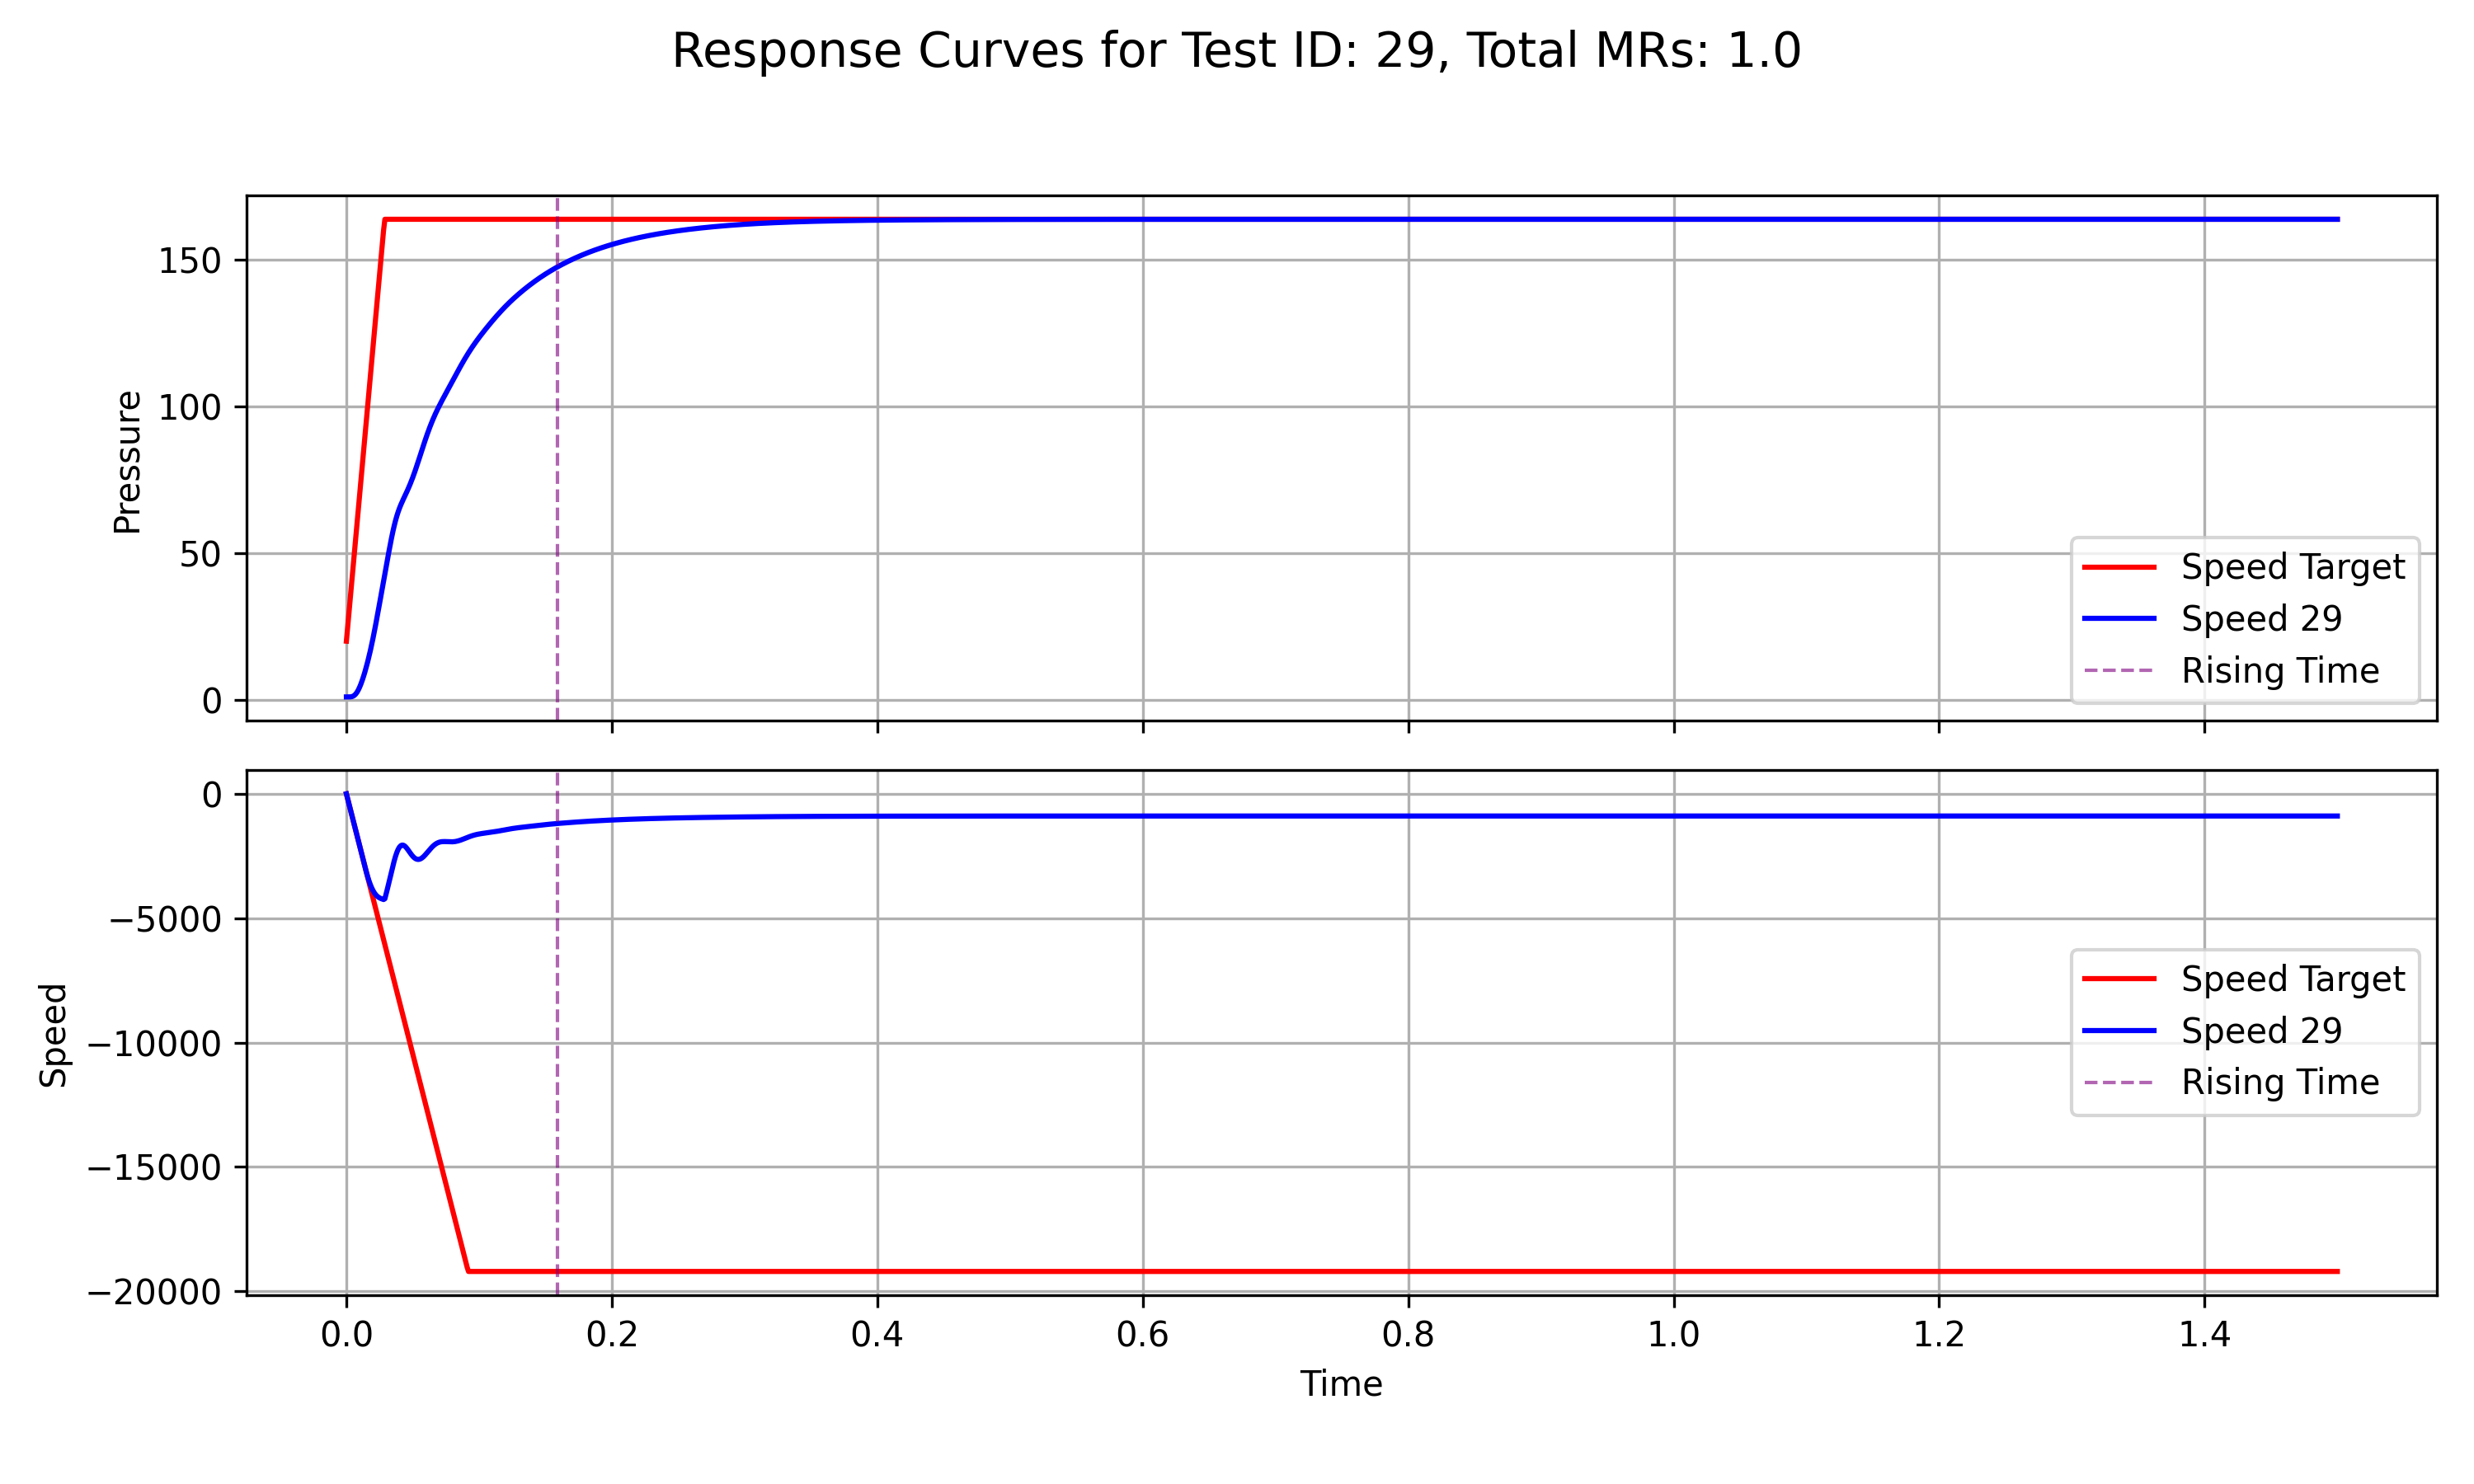 Response Curves for Test ID: 29, Total MRs: 1.0
Pressure
150
100
50
0
Speed Target
Speed 29
Rising Time
Speed
0
−5000
−10000
−15000
−20000
Speed Target
Speed 29
Rising Time
0.0 0.2 0.4 0.6 0.8 1.0 1.2 1.4
Time